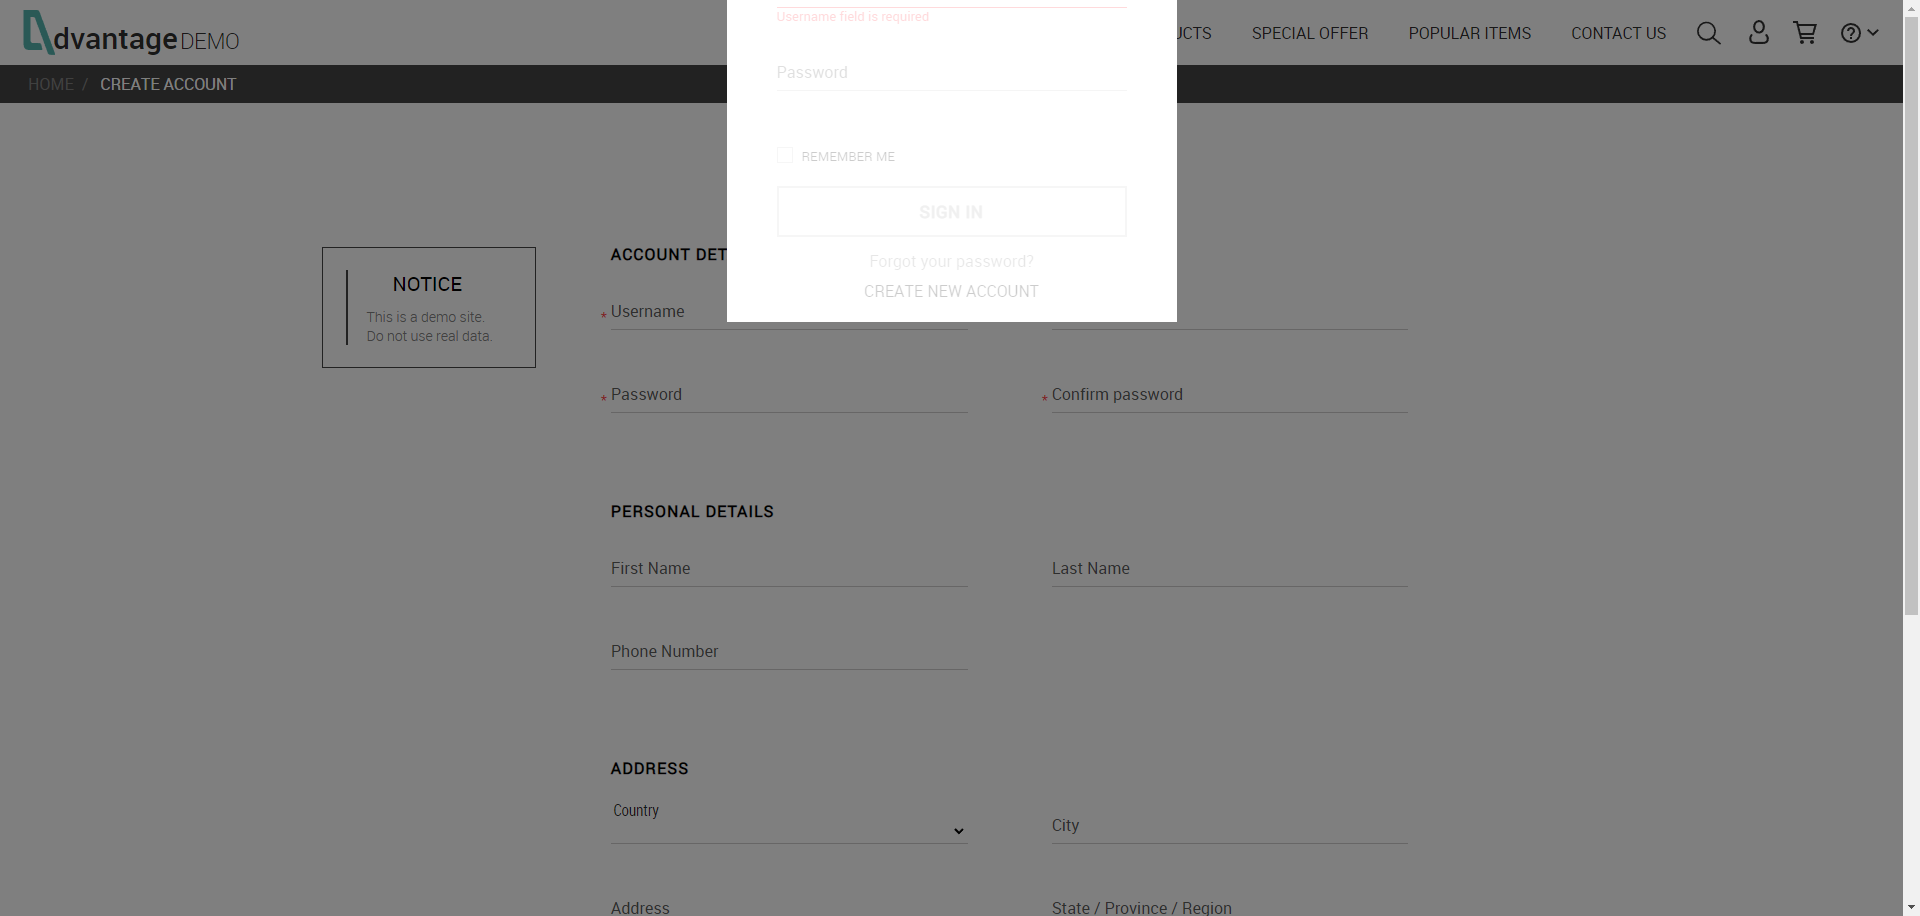 dvantage DEMO
UCTS SPECIAL OFFER POPULAR ITEMS CONTACT US
HOME / CREATE ACCOUNT
Username field is required
Password
REMEMBER ME
SIGN IN
Forgot your password?
CREATE NEW ACCOUNT
NOTICE
This is a demo site.
Do not use real data.
ACCOUNT DET
* Username
* Password
* Confirm password
PERSONAL DETAILS
First Name
Last Name
Phone Number
ADDRESS
Country
City
Address
State / Province / Region